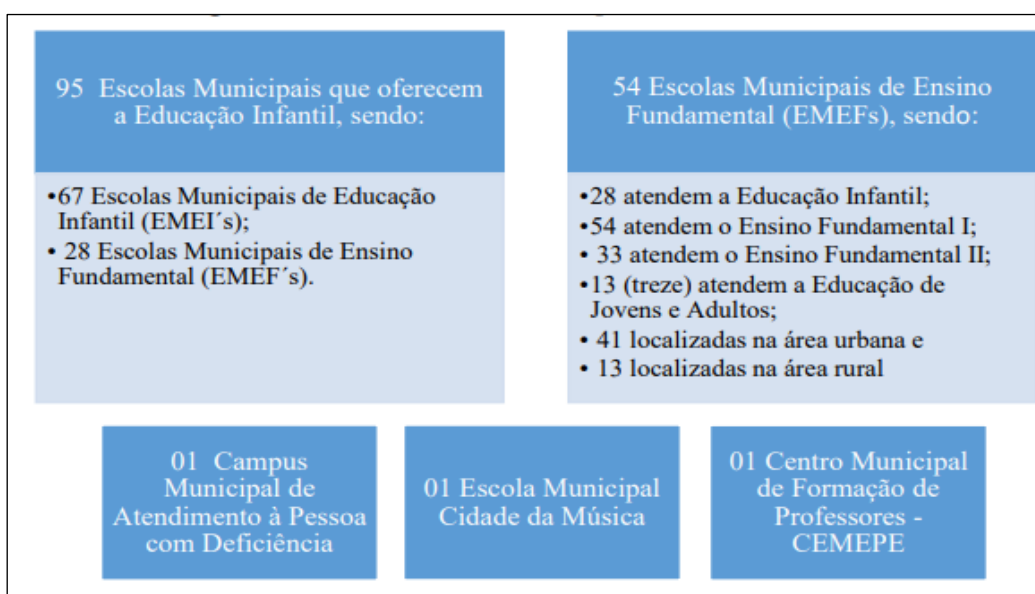 95 Escolas Municipais que oferecem
a Educação Infantil, sendo:
•67 Escolas Municipais de Educação
Infantil (EMEI´s);
• 28 Escolas Municipais de Ensino
Fundamental (EMEF´s).
54 Escolas Municipais de Ensino
Fundamental (EMEFs), sendo:
•28 atendem a Educação Infantil;
•54 atendem o Ensino Fundamental I;
• 33 atendem o Ensino Fundamental II;
•13 (treze) atendem a Educação de
Jovens e Adultos;
• 41 localizadas na área urbana e
• 13 localizadas na área rural
01 Campus
Municipal de
Atendimento à Pessoa
com Deficiência
01 Escola Municipal
Cidade da Música
01 Centro Municipal
de Formação de
Professores -
CEMEPE